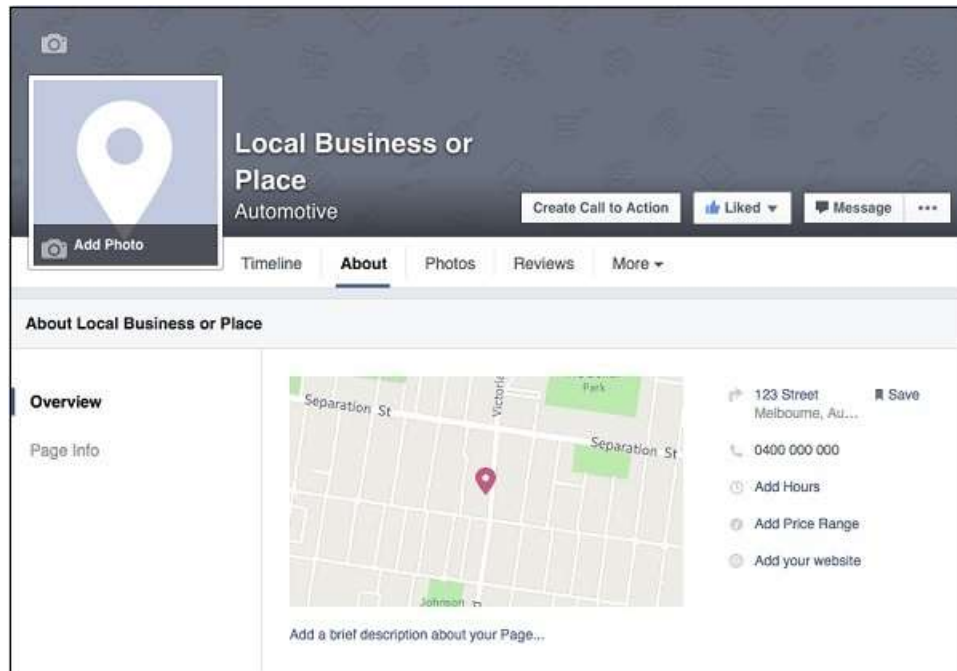 Local Business or
Place
Automotive
Add Photo
Create Call to Action
Liked
Message
Timeline
About
Photos
Reviews
More
About Local Business or Place
Overview
Page Info
Separation St
Victoria
Park
Separation St
Johnson
123 Street
Save
Melbourne, Au...
0400 000 000
Add Hours
Add Price Range
Add your website
Add a brief description about your Page...